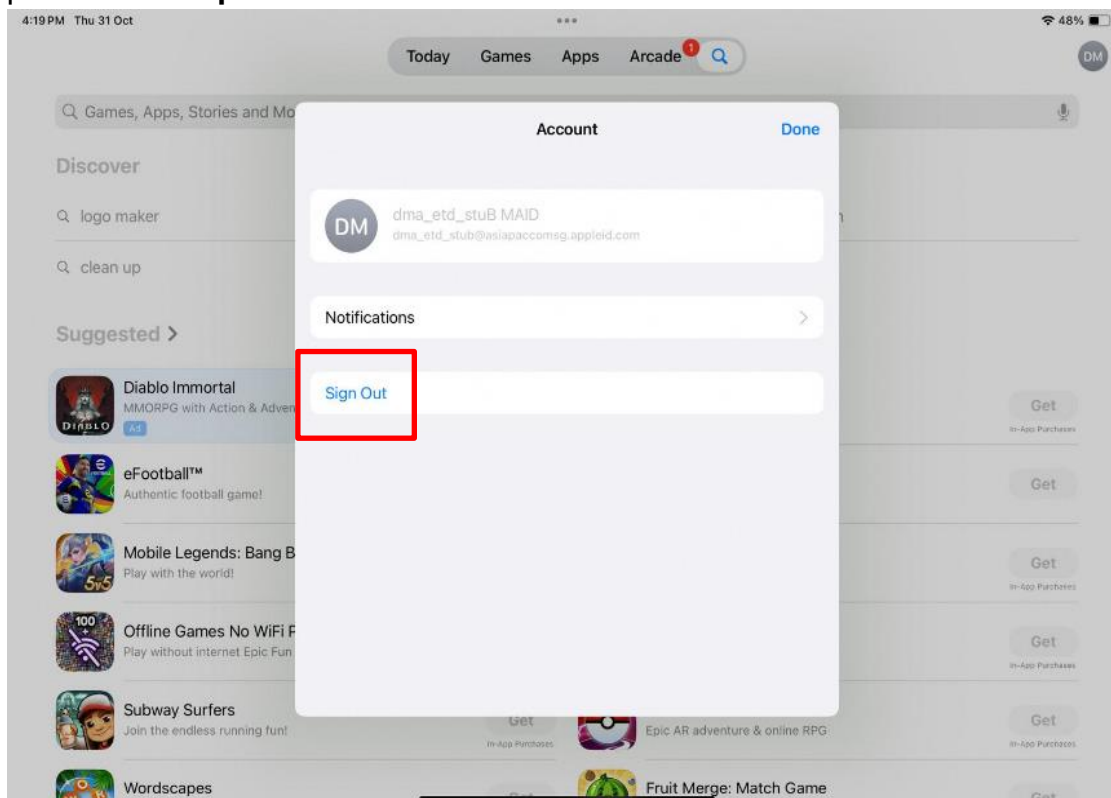 4:19 PM Thu 31 Oct
48%
Today Games Apps Arcade 1
DM
Games, Apps, Stories and Mo
Account Done
Discover
logo maker
DM
dma_etd_stuB MAID
dma_etd_stub@asiapaccomsg.appleid.com
clean up
Notifications
Suggested >
Sign Out
Diablo Immortal
MMORPG with Action & Adven
Ad
DIABLO
Get
In-App Purchases
eFootball™
Authentic football game!
Get
Mobile Legends: Bang B
Play with the world!
5v5
Get
In-App Purchases
100
+
Offline Games No WiFi
Play without internet Epic Fun
Get
In-App Purchases
Subway Surfers
Join the endless running fun!
Get
In-App Purchases
Epic AR adventure & online RPG
Get
In-App Purchases
Wordscapes
Fruit Merge: Match Game
Get